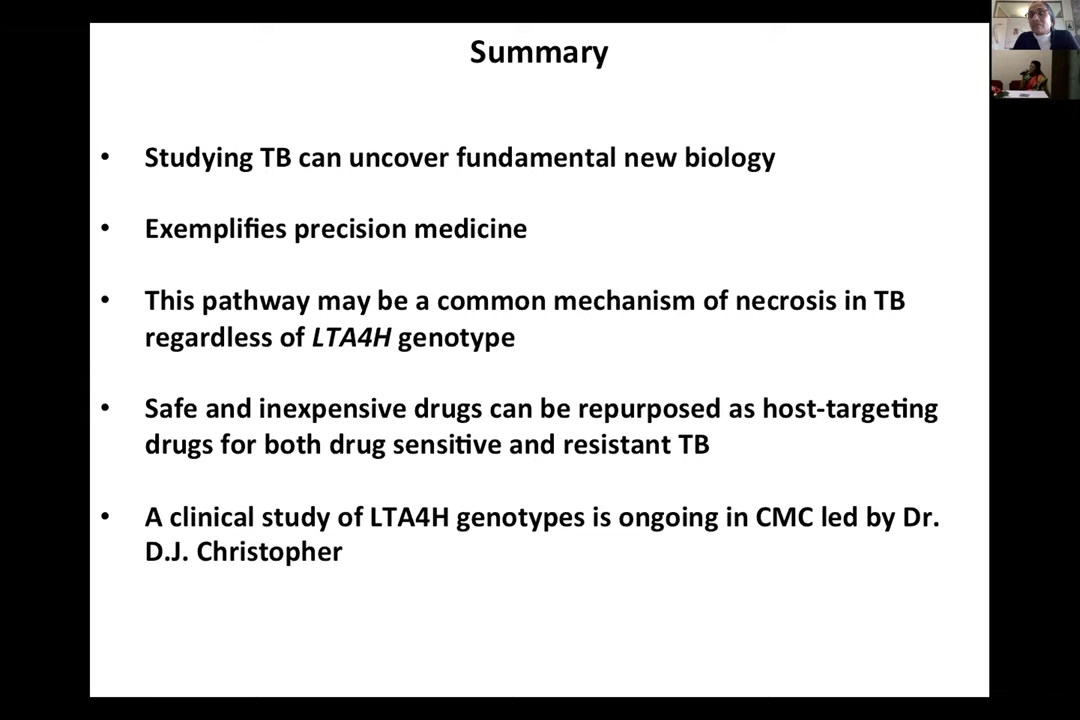 Summary
• Studying TB can uncover fundamental new biology
• Exemplifies precision medicine
• This pathway may be a common mechanism of necrosis in TB
regardless of LTA4H genotype
• Safe and inexpensive drugs can be repurposed as host-targeting
drugs for both drug sensitive and resistant TB
• A clinical study of LTA4H genotypes is ongoing in CMC led by Dr.
D.J. Christopher